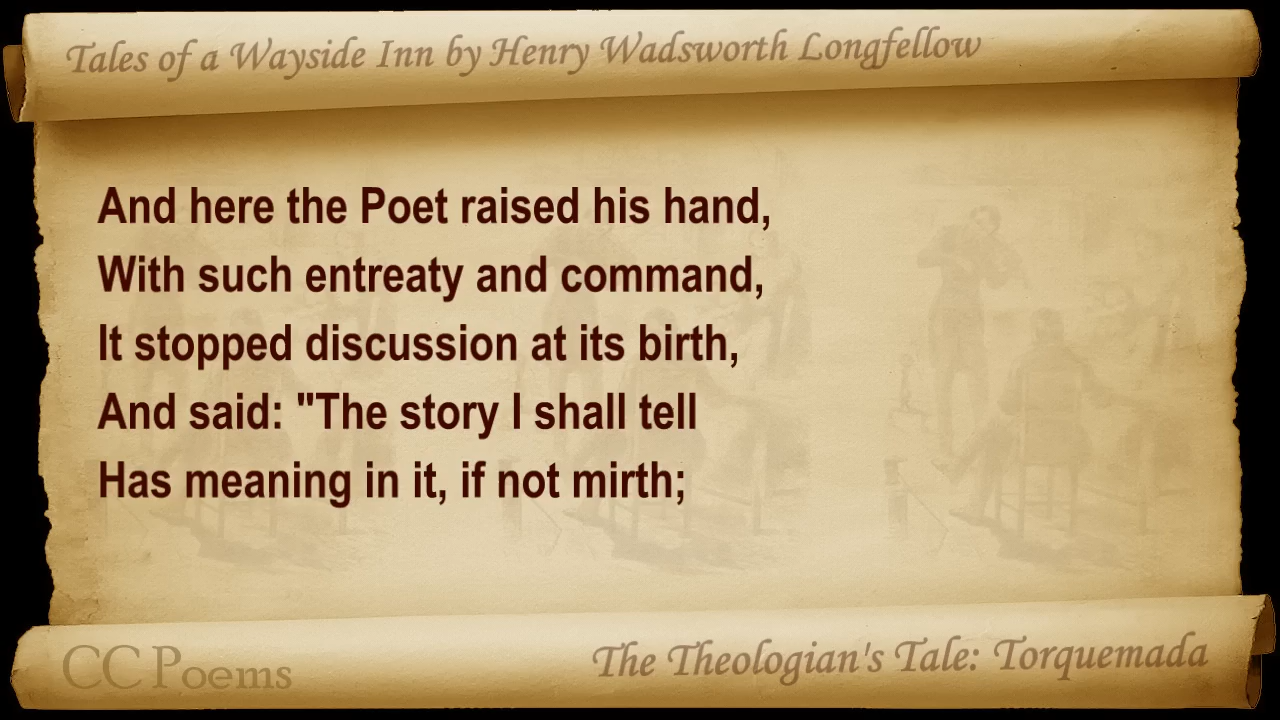 Tales of a Wayside Inn by Henry Wadsworth Longfellow
And here the Poet raised his hand,
With such entreaty and command,
It stopped discussion at its birth,
And said: "The story I shall tell
Has meaning in it, if not mirth;
CC Poems
The Theologian's Tale: Torquemada